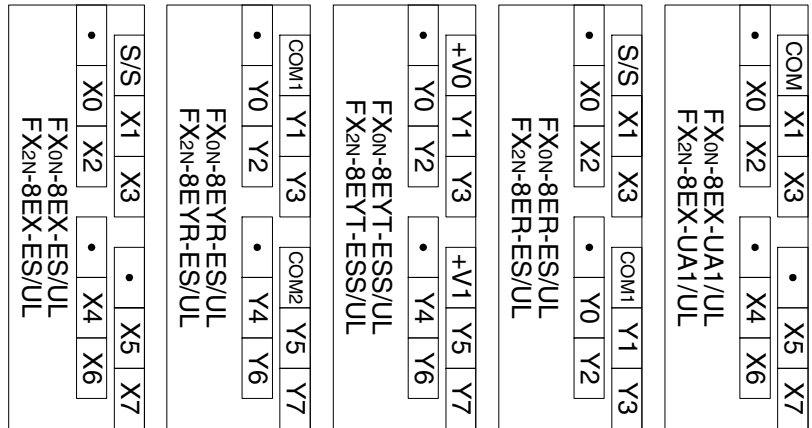 COM X1 X3 • X5 X7
• X0 X2 • X4 X6
FX0N-8EX-UA1/UL
FX2N-8EX-UA1/UL
S/S X1 X3 COM1 Y1 Y3
• X0 X2 • Y0 Y2
FX0N-8ER-ES/UL
FX2N-8ER-ES/UL
+V0 Y1 Y3 +V1 Y5 Y7
• Y0 Y2 • Y4 Y6
FX0N-8EYT-ESS/UL
FX2N-8EYT-ESS/UL
COM1 Y1 Y3 COM2 Y5 Y7
• Y0 Y2 • Y4 Y6
FX0N-8EYR-ES/UL
FX2N-8EYR-ES/UL
S/S X1 X3 • X5 X7
• X0 X2 • X4 X6
FX0N-8EX-ES/UL
FX2N-8EX-ES/UL